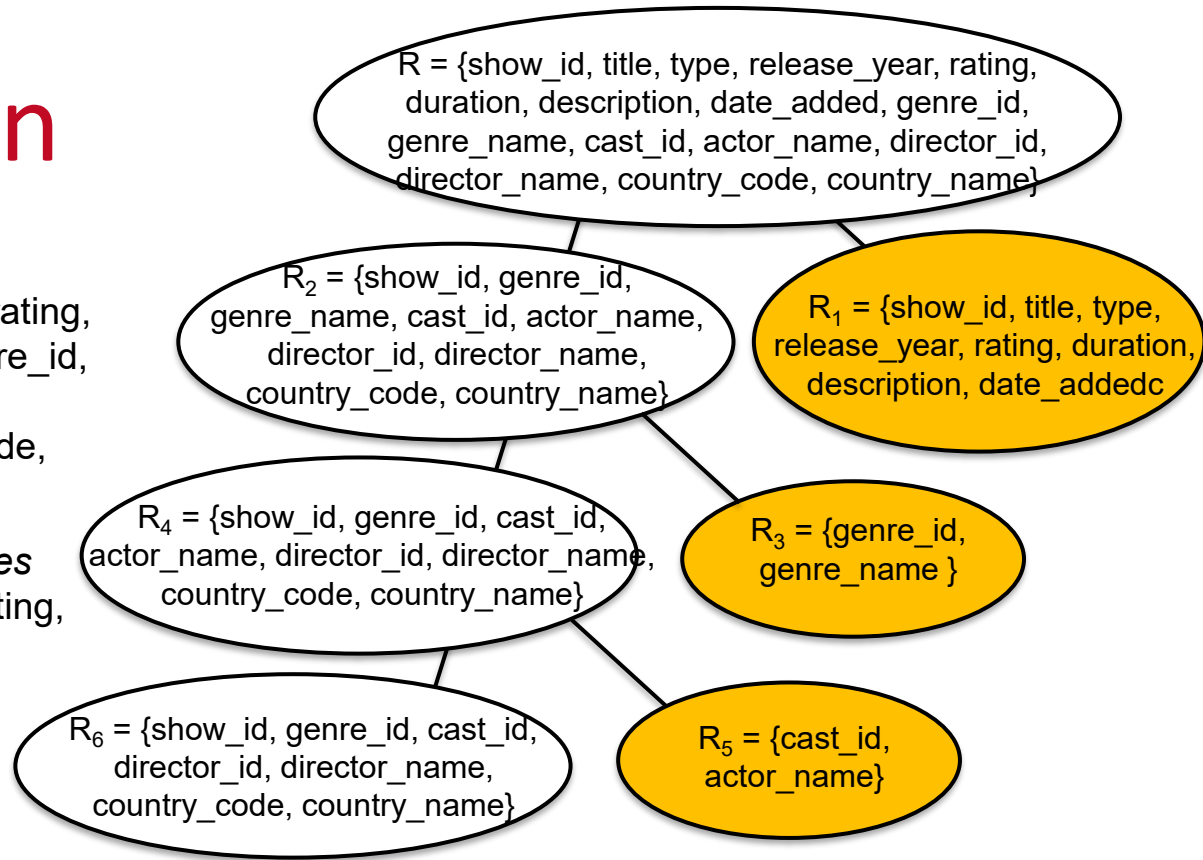 n
R = {show_id, title, type, release_year, rating,
duration, description, date_added, genre_id,
genre_name, cast_id, actor_name, director_id,
director_name, country_code, country_name}
ating,
re_id,
de,
es
ting,
R₂ = {show_id, genre_id,
genre_name, cast_id, actor_name,
director_id, director_name,
country_code, country_name}
R₁ = {show_id, title, type,
release_year, rating, duration,
description, date_addedc
R₄ = {show_id, genre_id, cast_id,
actor_name, director_id, director_name,
country_code, country_name}
R₃ = {genre_id,
genre_name }
R₆ = {show_id, genre_id, cast_id,
director_id, director_name,
country_code, country_name}
R₅ = {cast_id,
actor_name}